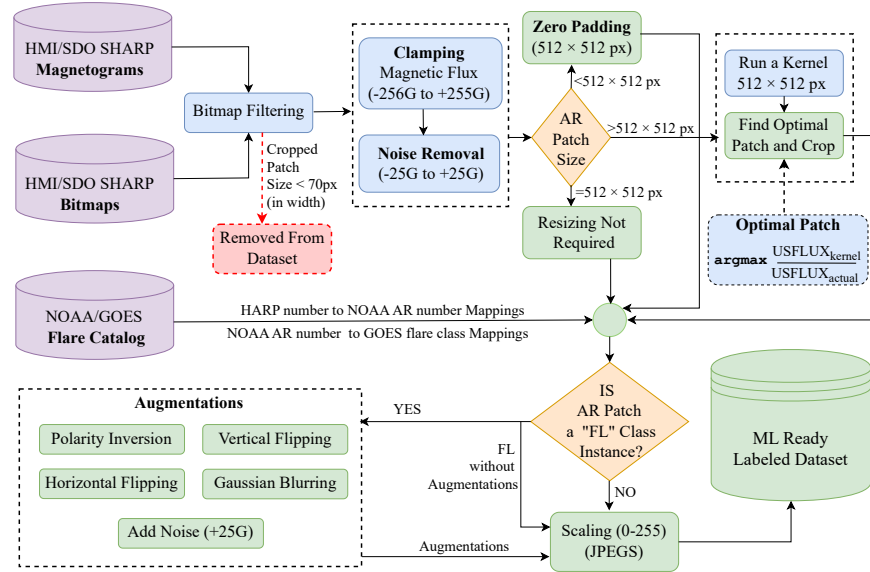 HMI/SDO SHARP
Magnetograms
HMI/SDO SHARP
Bitmaps
NOAA/GOES
Flare Catalog
Bitmap Filtering
Cropped
Patch
Size < 70px
(in width)
Removed From
Dataset
Clamping
Magnetic Flux
(-256G to +255G)
Noise Removal
(-25G to +25G)
Zero Padding
(512 × 512 px)
<512 × 512 px
AR
Patch
Size
>512 × 512 px
=512 × 512 px
Resizing Not
Required
Run a Kernel
512 × 512 px
Find Optimal
Patch and Crop
Optimal Patch
argmax USFLUXkernel
USFLUXactual
HARP number to NOAA AR number Mappings
NOAA AR number to GOES flare class Mappings
IS
AR Patch
a "FL" Class
Instance?
YES
NO
FL
without
Augmentations
Augmentations
Polarity Inversion
Vertical Flipping
Horizontal Flipping
Gaussian Blurring
Add Noise (+25G)
Augmentations
Scaling (0-255)
(JPEGS)
ML Ready
Labeled Dataset